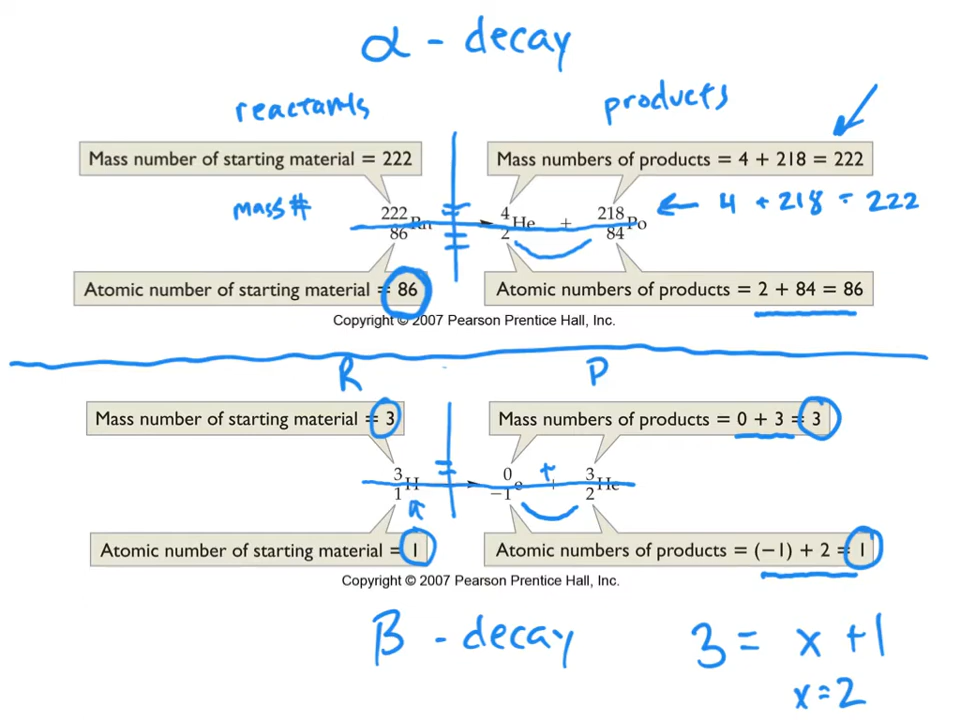 α - decay
reactants products
Mass number of starting material = 222 Mass numbers of products = 4 + 218 = 222
mass # 222 86 Rn 4 2 He + 218 84 Po ← 4 + 218 = 222
Atomic number of starting material = 86 Atomic numbers of products = 2 + 84 = 86
Copyright © 2007 Pearson Prentice Hall, Inc.
R P
Mass number of starting material = 3 Mass numbers of products = 0 + 3 = 3
3 1 H 0 −1 e + 3 2 He
Atomic number of starting material = 1 Atomic numbers of products = (−1) + 2 = 1
Copyright © 2007 Pearson Prentice Hall, Inc.
β - decay 3 = x + 1
x = 2